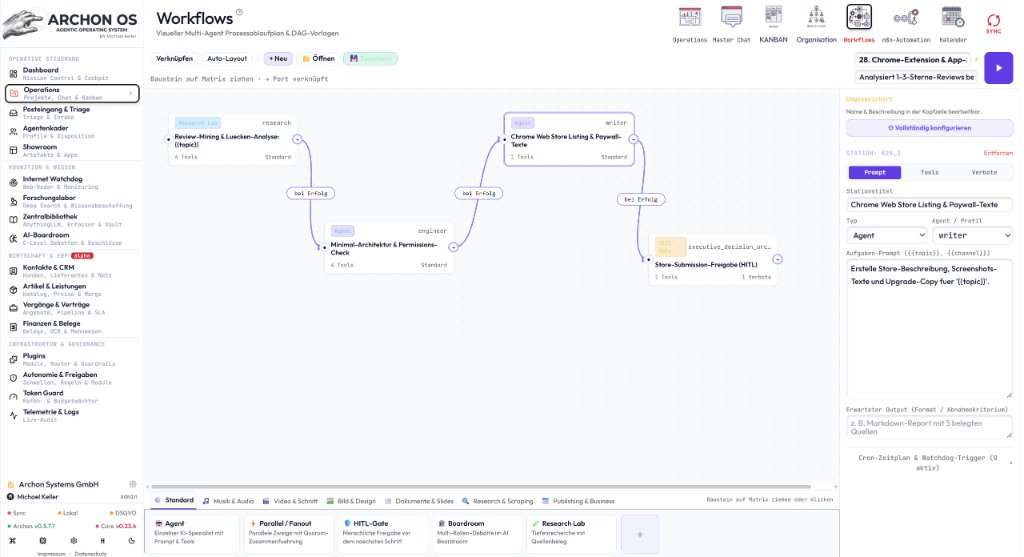 ARCHON OS
AGENTIC OPERATING SYSTEM
BY Michael Keller
OPERATIVE STEUERUNG
Dashboard
Mission Control & Cockpit
Operations
Projekte, Chat & Kanban
Posteingang & Triage
Triage & Intake
Agentenkader
Profile & Disposition
Showroom
Artefakte & Apps
KOGNITION & WISSEN
Internet Watchdog
Web-Radar & Monitoring
Forschungslabor
Deep Search & Wissensbeschaffung
Zentralbibliothek
AnythingLLM, Erfasser & Vault
AI-Boardroom
C-Level Debatten & Beschlüsse
WIRTSCHAFT & ERP alpha
Kontakte & CRM
Kunden, Lieferanten & Netz
Artikel & Leistungen
Katalog, Preise & Marge
Vorgänge & Verträge
Angebote, Pipeline & SLA
Finanzen & Belege
Belege, OCR & Mahnwesen
INFRASTRUKTUR & GOVERNANCE
Plugins
Module, Router & Guardrails
Autonomie & Freigaben
Schwellen, Regeln & Module
Token Guard
Raten- & Budgetwächter
Telemetrie & Logs
Live-Audit
Archon Systems GmbH
Michael Keller admin
Sync Lokal DSGVO
Archon v0.5.7.7 Core v0.23.4
Impressum · Datenschutz
Workflows
Visueller Multi-Agent Prozessablaufplan & DAG-Vorlagen
Operations Master Chat KANBAN Organisation Workflows n8n-Automation Kalender SYNC
Verknüpfen Auto-Layout + Neu Öffnen Speichern
Baustein auf Matrix ziehen · + Port verknüpft
Research Lab research
Review-Mining & Luecken-Analyse: {{topic}}
4 Tools Standard
bei Erfolg
Agent engineer
Minimal-Architektur & Permissions-Check
4 Tools Standard
bei Erfolg
Agent writer
Chrome Web Store Listing & Paywall-Texte
1 Tools Standard
bei Erfolg
HITL-Gate executive_decision_arc…
Store-Submission-Freigabe (HITL)
1 Tools 1 Verbote
Standard Musik & Audio Video & Schnitt Bild & Design Dokumente & Slides Research & Scraping Publishing & Business
Baustein auf Matrix ziehen oder klicken
Agent
Einzelner KI-Spezialist mit Prompt & Tools
Parallel / Fanout
Parallele Zweige mit Quorum-Zusammenfuehrung
HITL-Gate
Menschliche Freigabe vor dem naechsten Schritt
Boardroom
Multi-Rollen-Debatte im AI Boardroom
Research Lab
Tiefenrecherche mit Quellenbeleg
+
28. Chrome-Extension & App-
Analysiert 1-3-Sterne-Reviews be
Ungespeichert
Name & Beschreibung in der Kopfzeile bearbeitbar.
Vollständig konfigurieren
STATION: B28_3 Entfernen
Prompt Tools Verbote
Stationstitel
Chrome Web Store Listing & Paywall-Texte
Typ Agent / Profil
Agent writer
Aufgaben-Prompt ({{topic}}, {{channel}})
Erstelle Store-Beschreibung, Screenshots-
Texte und Upgrade-Copy fuer '{{topic}}'.
Erwarteter Output (Format / Abnahmekriterium)
z. B. Markdown-Report mit 5 belegten
Quellen
Cron-Zeitplan & Watchdog-Trigger (0
aktiv)